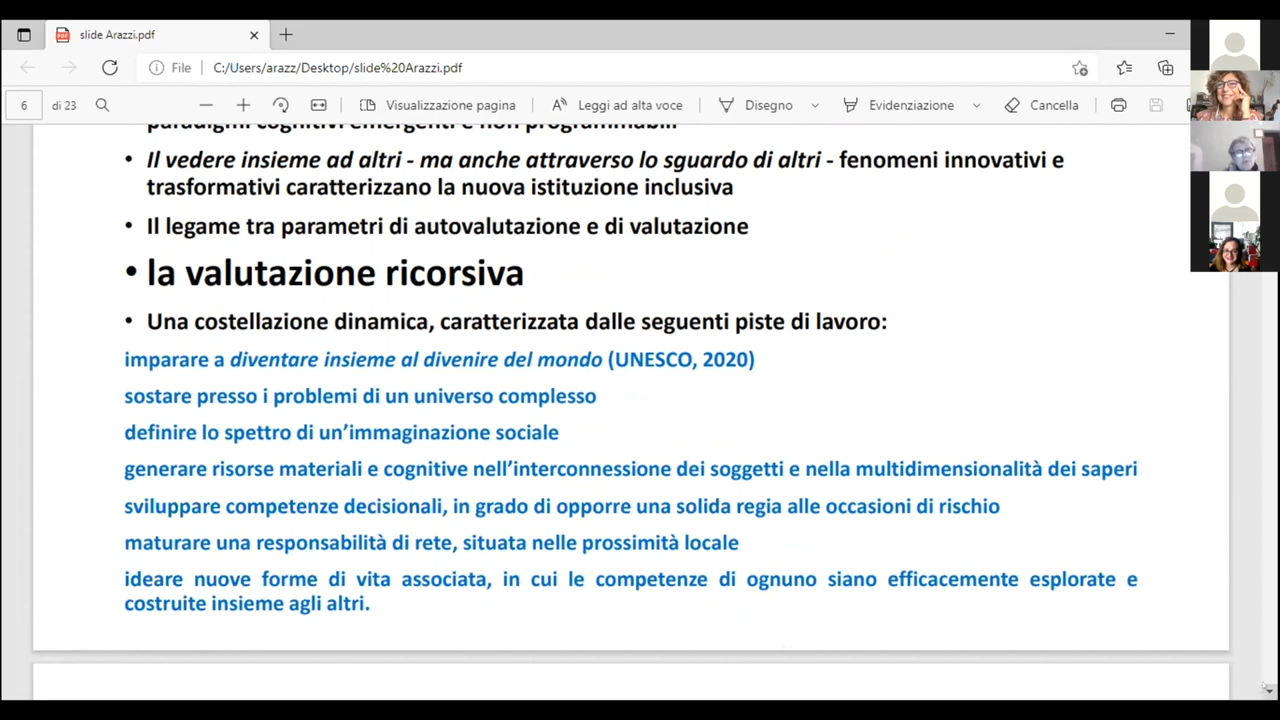 slide Arazzi.pdf
File
C:/Users/arazz/Desktop/slide%20Arazzi.pdf
6
di 23
Visualizzazione pagina
Leggi ad alta voce
Disegno
Evidenziazione
Cancella
paradigmi cognitivi emergenti e non programmabili
• Il vedere insieme ad altri - ma anche attraverso lo sguardo di altri - fenomeni innovativi e
trasformativi caratterizzano la nuova istituzione inclusiva
• Il legame tra parametri di autovalutazione e di valutazione
• la valutazione ricorsiva
• Una costellazione dinamica, caratterizzata dalle seguenti piste di lavoro:
imparare a diventare insieme al divenire del mondo (UNESCO, 2020)
sostare presso i problemi di un universo complesso
definire lo spettro di un’immaginazione sociale
generare risorse materiali e cognitive nell’interconnessione dei soggetti e nella multidimensionalità dei saperi
sviluppare competenze decisionali, in grado di opporre una solida regia alle occasioni di rischio
maturare una responsabilità di rete, situata nelle prossimità locale
ideare nuove forme di vita associata, in cui le competenze di ognuno siano efficacemente esplorate e
costruite insieme agli altri.